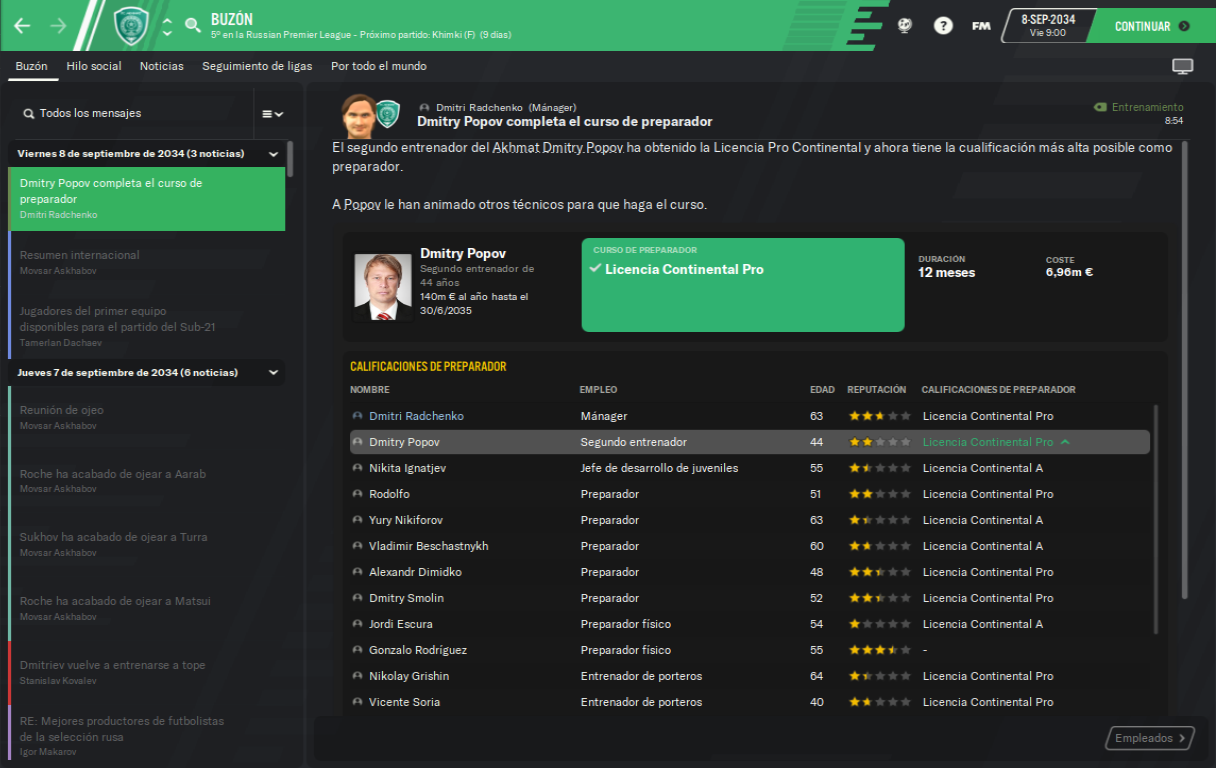 BUZÓN
5º en la Russian Premier League - Próximo partido: Khimki (F) (9 días)
?
FM
8-SEP-2034
Vie 9:00
CONTINUAR
Buzón Hilo social Noticias Seguimiento de ligas Por todo el mundo
Todos los mensajes
Viernes 8 de septiembre de 2034 (3 noticias)
Dmitry Popov completa el curso de
preparador
Dmitri Radchenko
Resumen internacional
Movsar Askhabov
Jugadores del primer equipo
disponibles para el partido del Sub-21
Tamerlan Dachaev
Jueves 7 de septiembre de 2034 (6 noticias)
Reunión de ojeo
Movsar Askhabov
Roche ha acabado de ojear a Aarab
Movsar Askhabov
Sukhov ha acabado de ojear a Turra
Movsar Askhabov
Roche ha acabado de ojear a Matsui
Movsar Askhabov
Dmitriev vuelve a entrenarse a tope
Stanislav Kovalev
RE: Mejores productores de futbolistas
de la selección rusa
Igor Makarov
Dmitri Radchenko (Mánager)
Dmitry Popov completa el curso de preparador
Entrenamiento
8:54
El segundo entrenador del Akhmat Dmitry Popov ha obtenido la Licencia Pro Continental y ahora tiene la cualificación más alta posible como
preparador.
A Popov le han animado otros técnicos para que haga el curso.
Dmitry Popov
Segundo entrenador de
44 años
140m € al año hasta el
30/6/2035
CURSO DE PREPARADOR
Licencia Continental Pro
DURACIÓN
12 meses
COSTE
6,96m €
CALIFICACIONES DE PREPARADOR
NOMBRE EMPLEO EDAD REPUTACIÓN CALIFICACIONES DE PREPARADOR
Dmitri Radchenko Mánager 63 Licencia Continental Pro
Dmitry Popov Segundo entrenador 44 Licencia Continental Pro
Nikita Ignatjev Jefe de desarrollo de juveniles 55 Licencia Continental A
Rodolfo Preparador 51 Licencia Continental Pro
Yury Nikiforov Preparador 63 Licencia Continental A
Vladimir Beschastnykh Preparador 60 Licencia Continental A
Alexandr Dimidko Preparador 48 Licencia Continental Pro
Dmitry Smolin Preparador 52 Licencia Continental Pro
Jordi Escura Preparador físico 54 Licencia Continental A
Gonzalo Rodríguez Preparador físico 55 -
Nikolay Grishin Entrenador de porteros 64 Licencia Continental Pro
Vicente Soria Entrenador de porteros 40 Licencia Continental Pro
Empleados